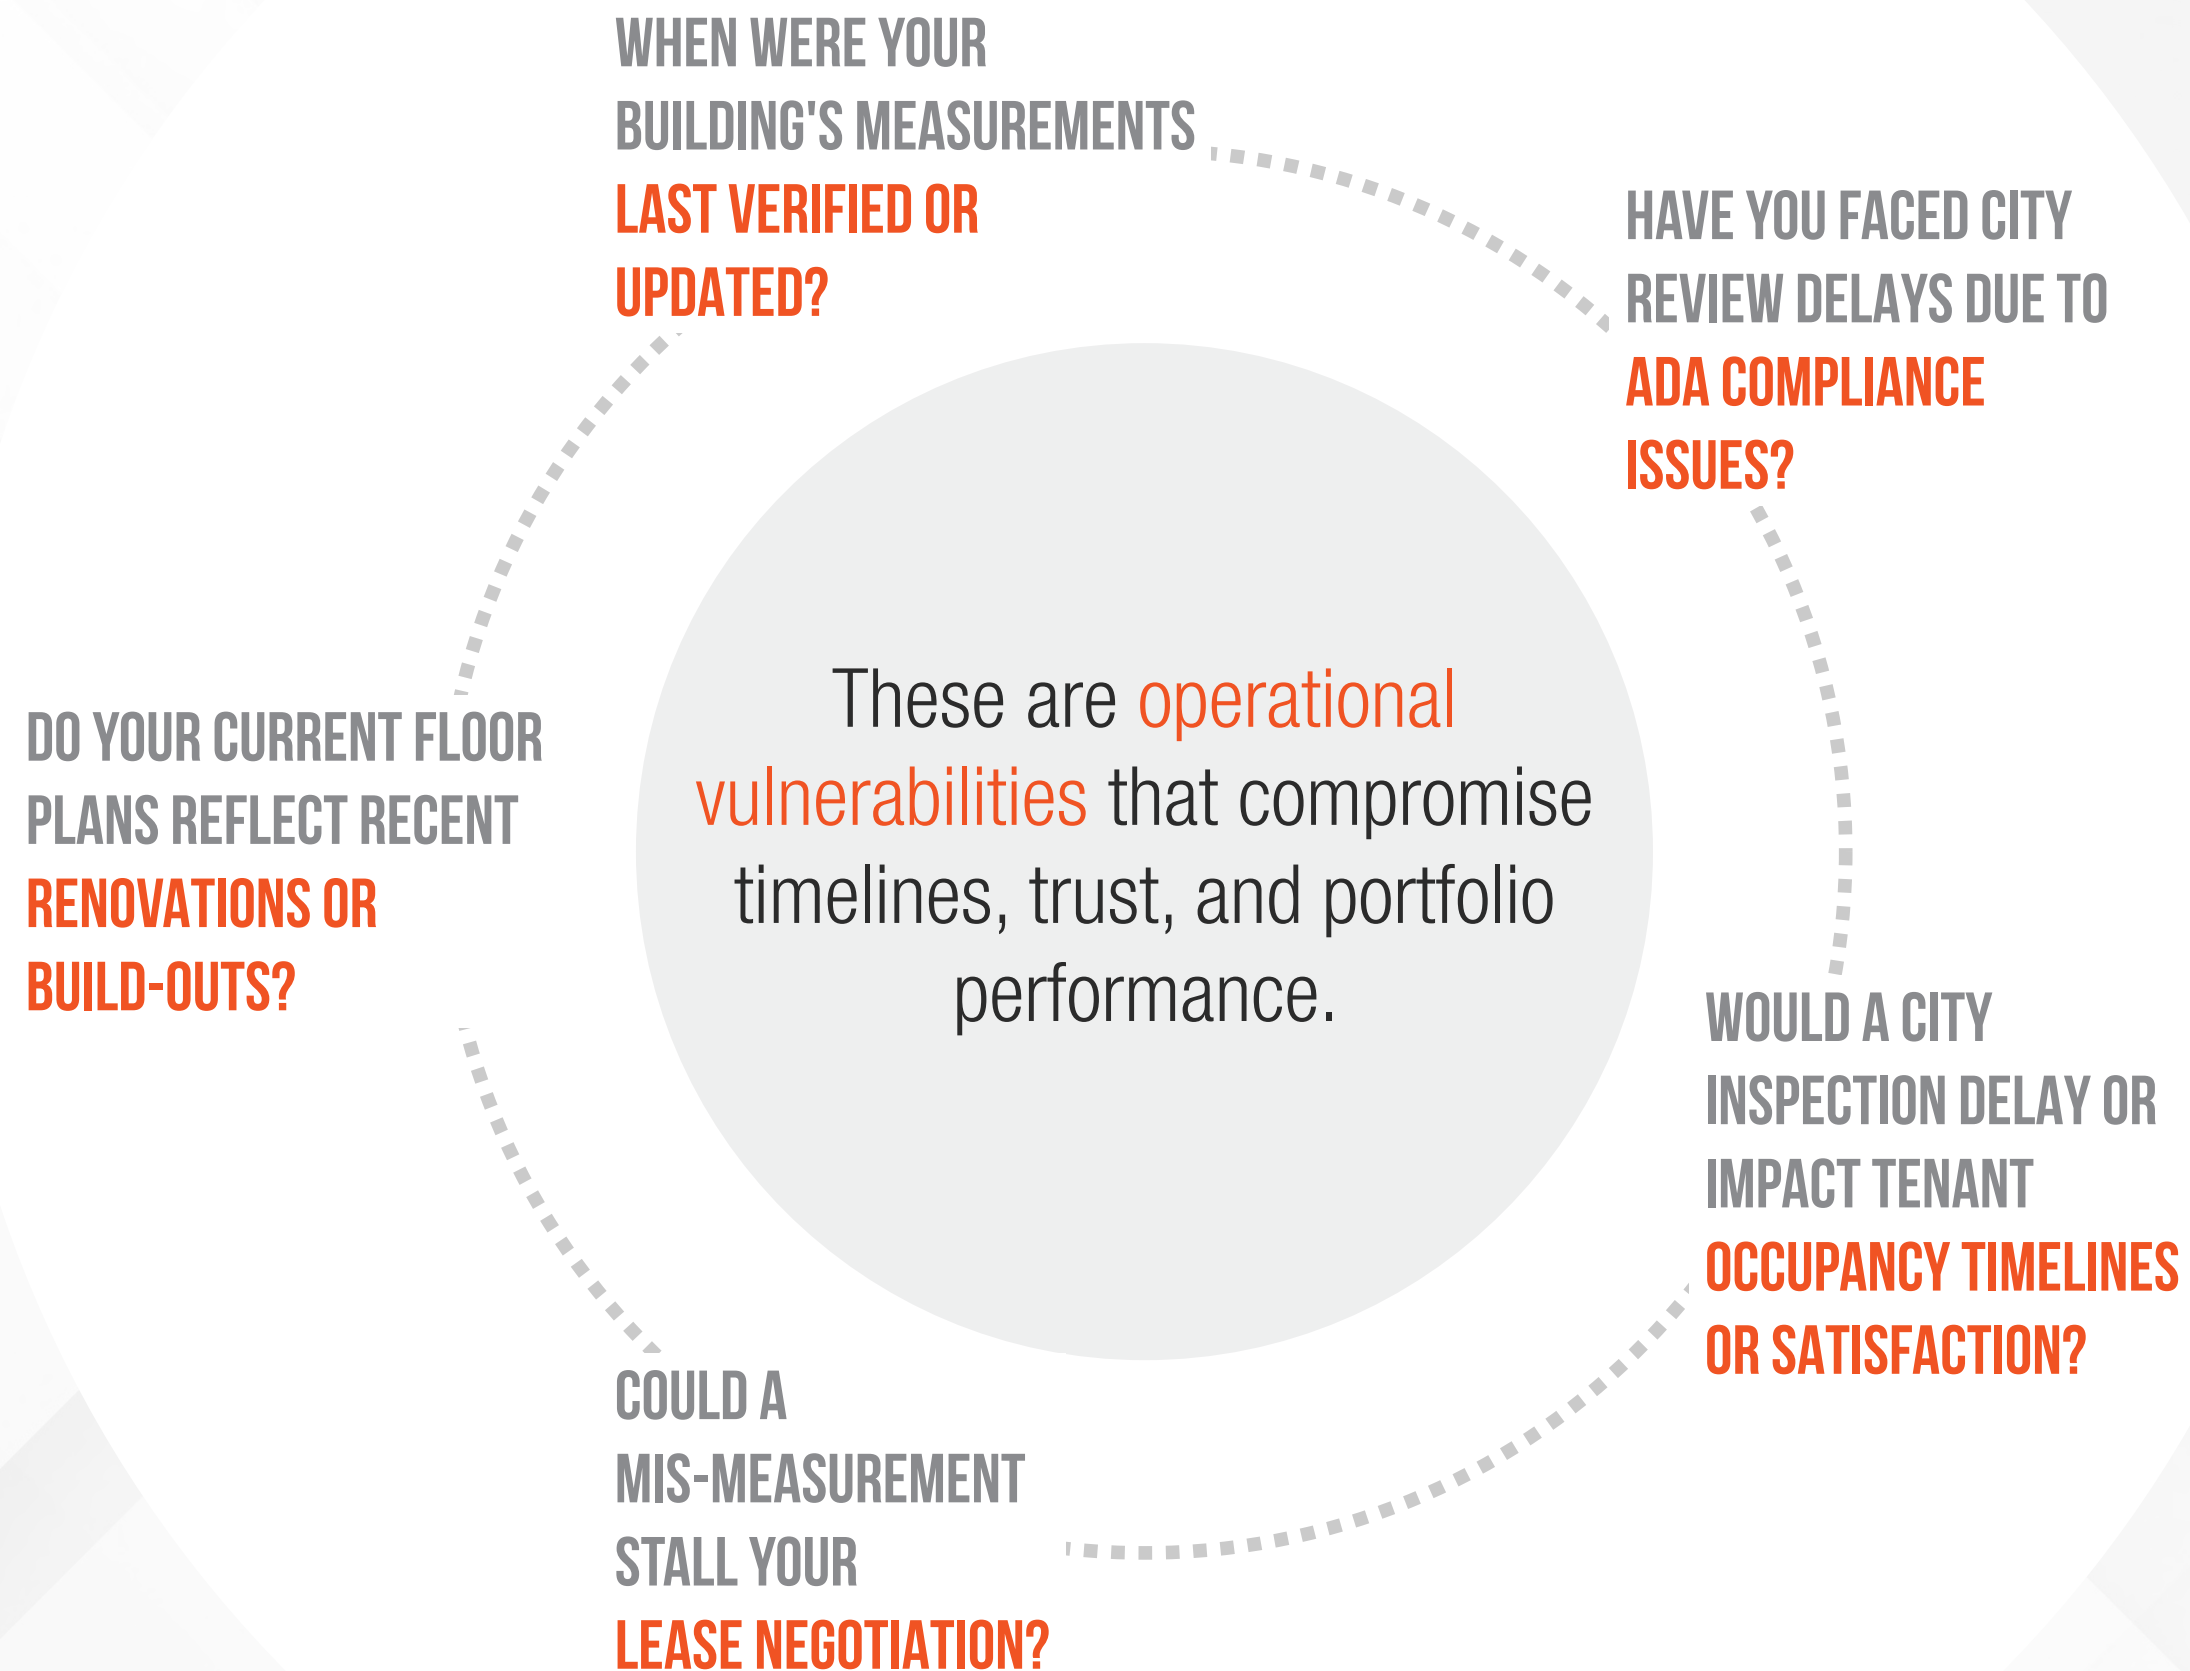 WHEN WERE YOUR
BUILDING'S MEASUREMENTS
LAST VERIFIED OR
UPDATED?
HAVE YOU FACED CITY
REVIEW DELAYS DUE TO
ADA COMPLIANCE
ISSUES?
WOULD A CITY
INSPECTION DELAY OR
IMPACT TENANT
OCCUPANCY TIMELINES
OR SATISFACTION?
COULD A
MIS-MEASUREMENT
STALL YOUR
LEASE NEGOTIATION?
DO YOUR CURRENT FLOOR
PLANS REFLECT RECENT
RENOVATIONS OR
BUILD-OUTS?
These are operational
vulnerabilities that compromise
timelines, trust, and portfolio
performance.